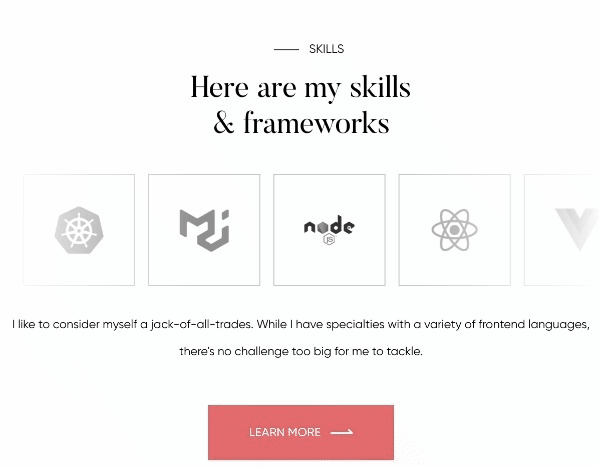 SKILLS
Here are my skills
& frameworks
node
JS
I like to consider myself a jack-of-all-trades. While I have specialties with a variety of frontend languages,
there's no challenge too big for me to tackle.
LEARN MORE